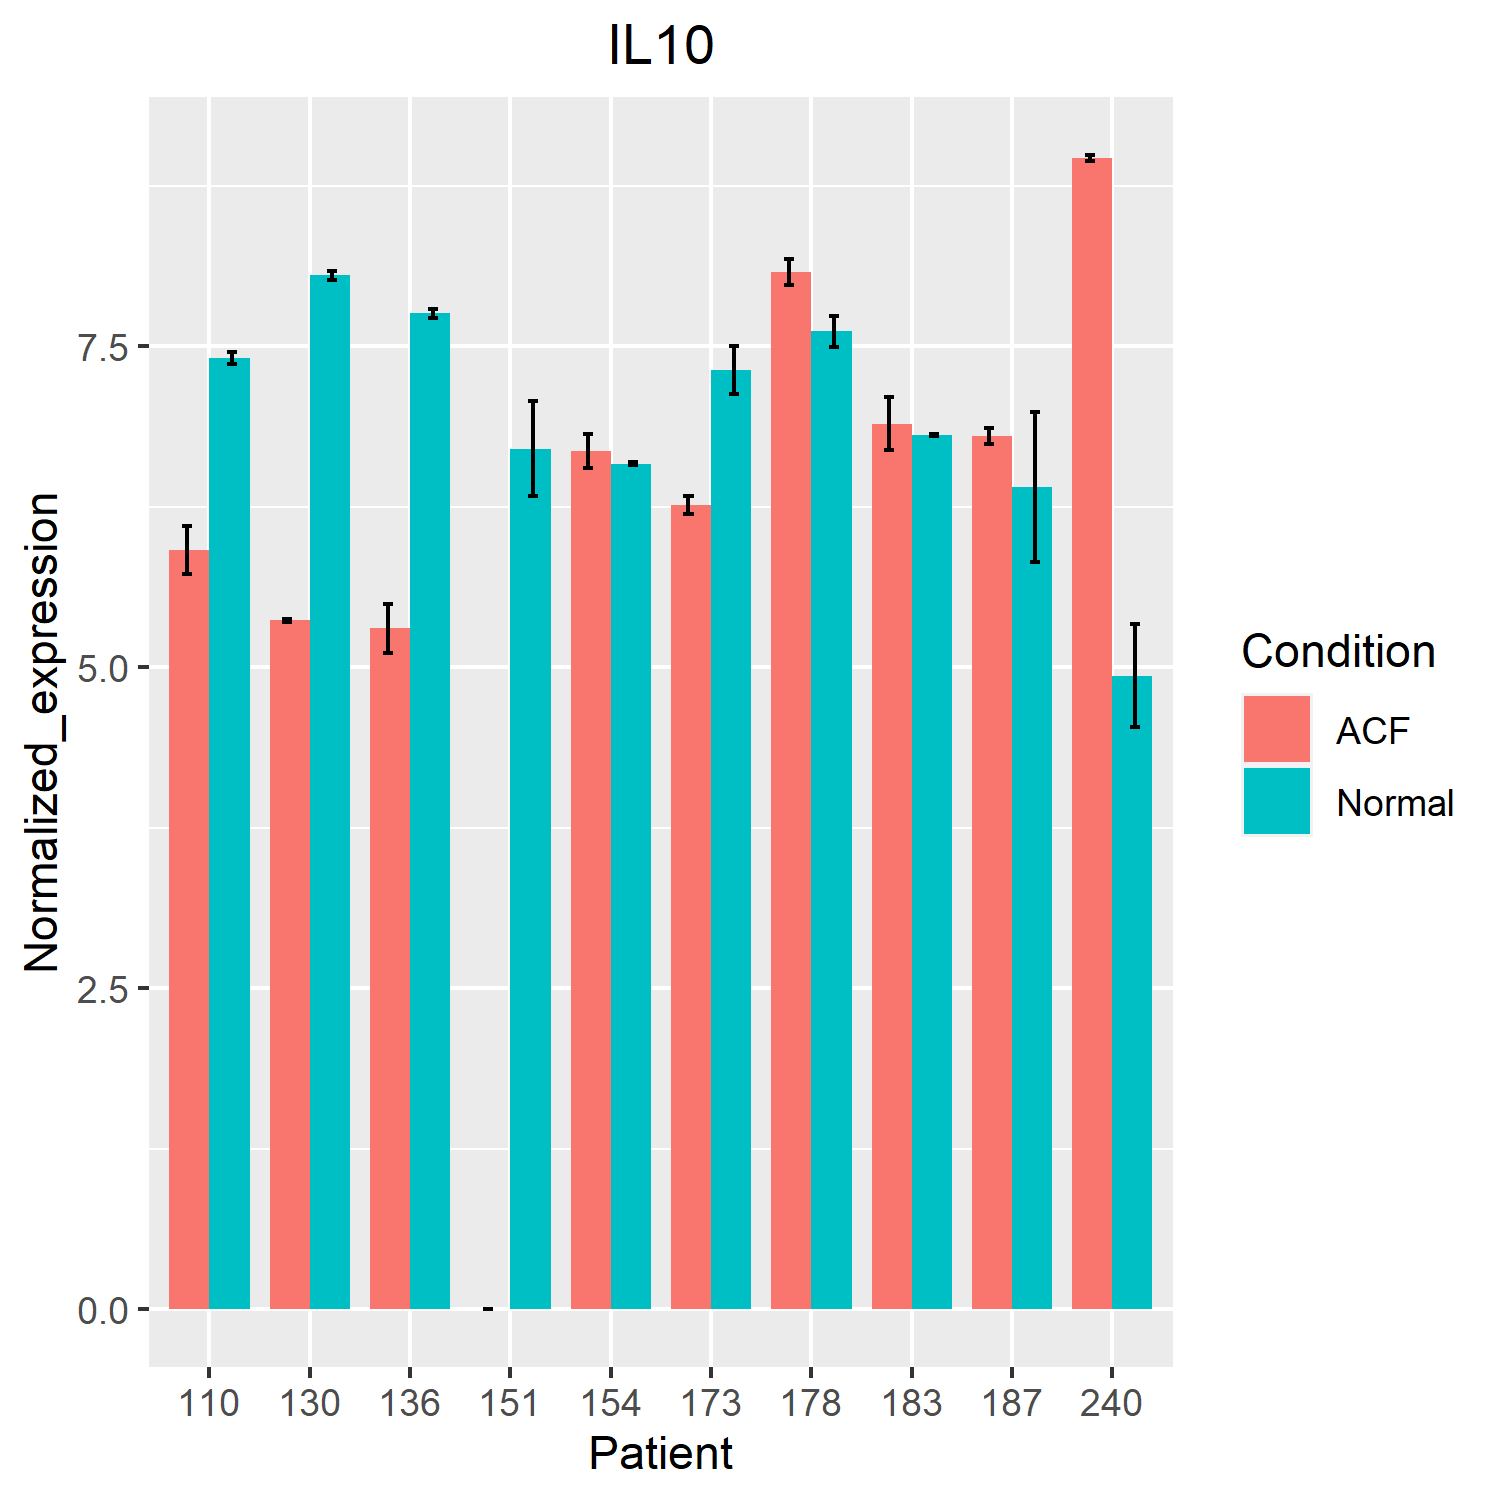 IL10
Normalized_expression
7.5
5.0
2.5
0.0
110 130 136 151 154 173 178 183 187 240
Patient
Condition
ACF
Normal